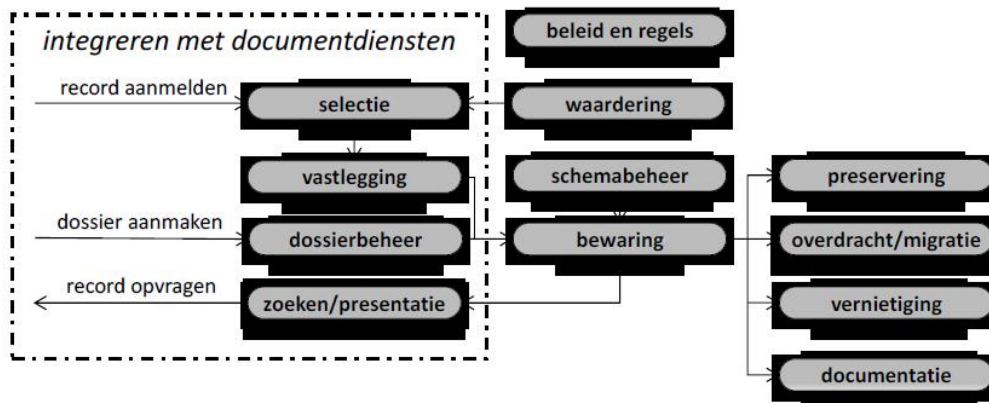 integreren met documentdiensten
beleid en regels
record aanmelden
selectie
waardering
vastlegging
schemabeheer
preservering
dossier aanmaken
dossierbeheer
bewaring
overdracht/migratie
record opvragen
zoeken/presentatie
vernietiging
documentatie